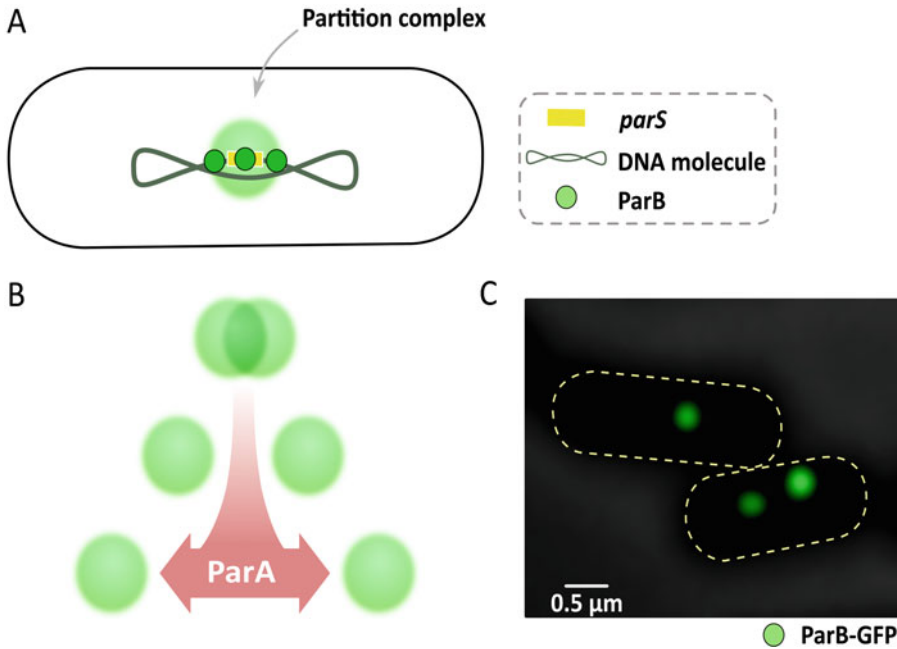 A
Partition complex
parS
DNA molecule
ParB
B
ParA
C
0.5 µm
ParB-GFP